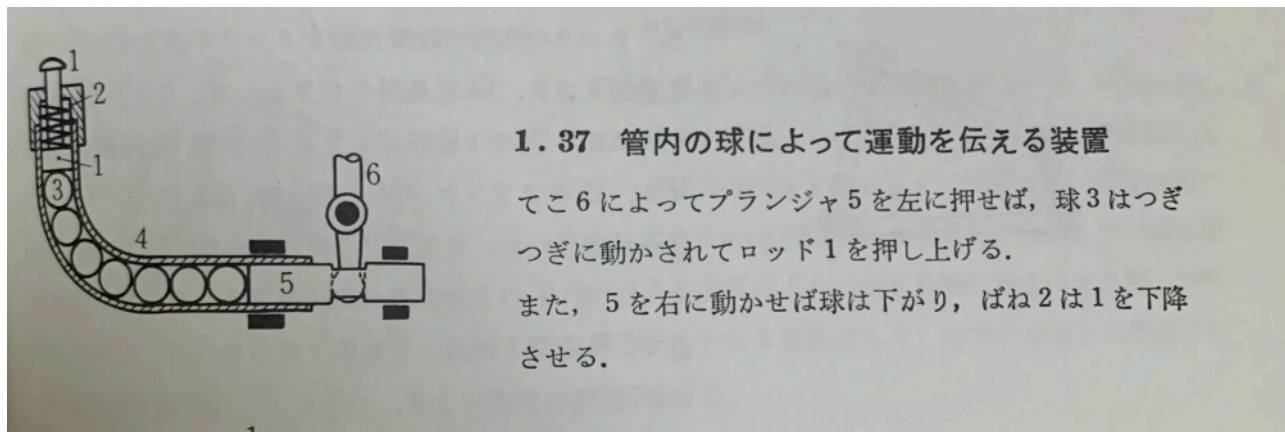 1
2
1
3
4
5
6
1.37 管内の球によって運動を伝える装置
てこ6によってプランジャ5を左に押せば，球3はつぎ
つぎに動かされてロッド1を押し上げる．
また，5を右に動かせば球は下がり，ばね2は1を下降
させる．
1